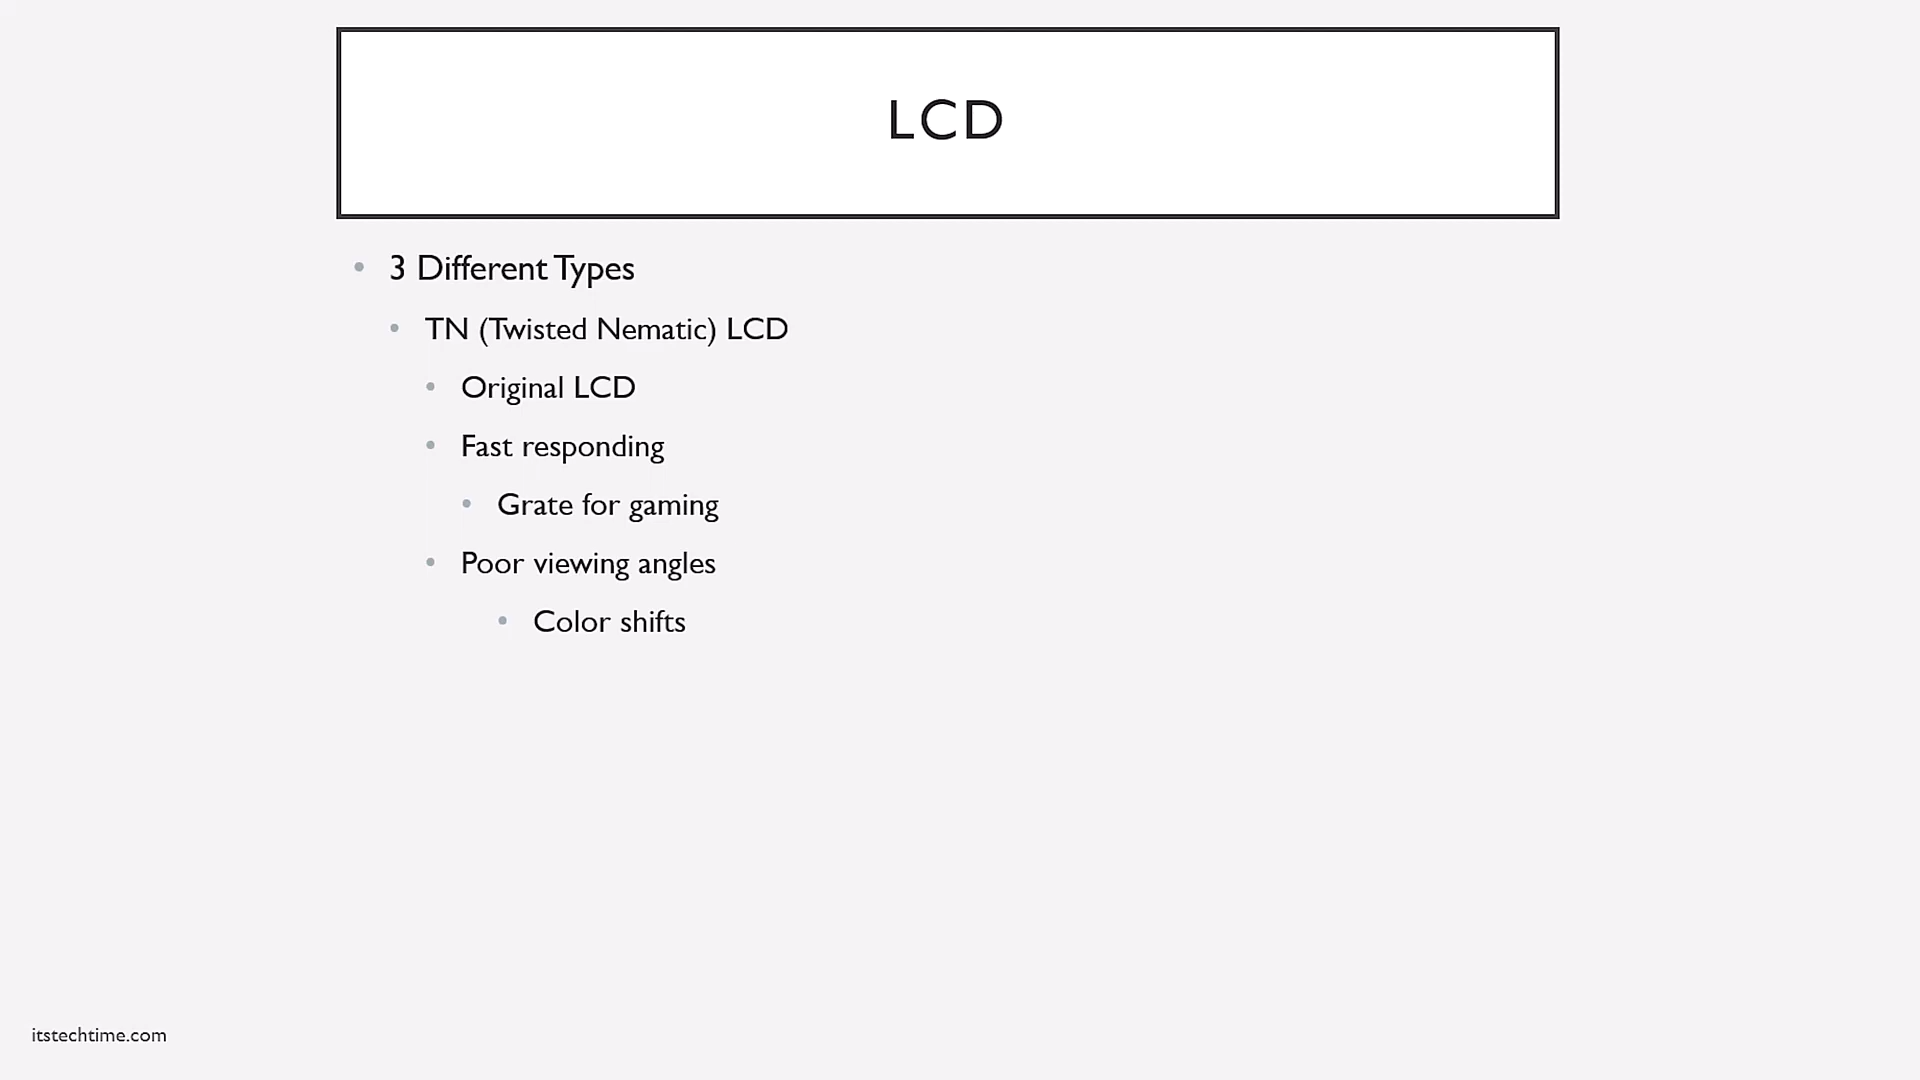 LCD
3 Different Types
TN (Twisted Nematic) LCD
Original LCD
Fast responding
Grate for gaming
Poor viewing angles
Color shifts
itstechtime.com